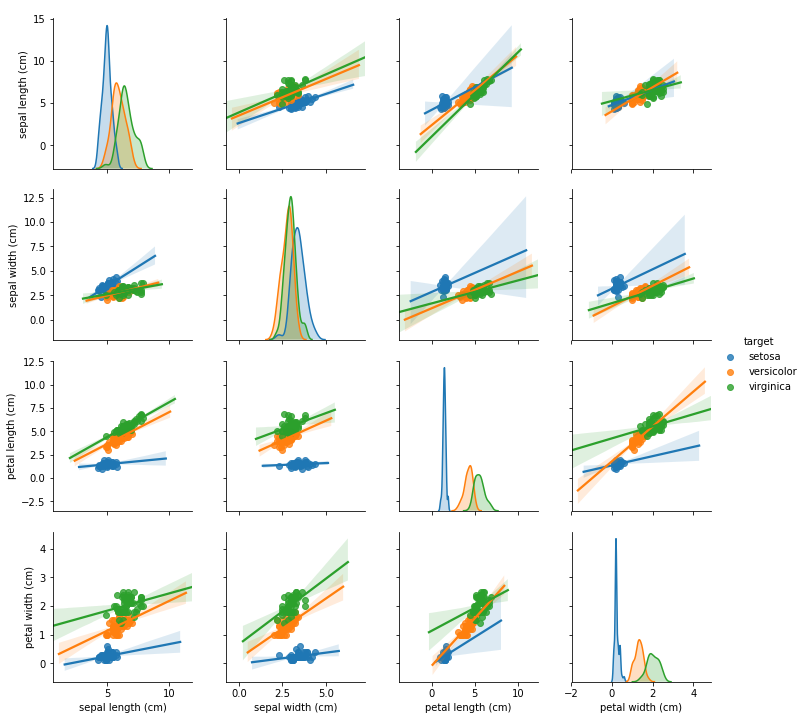 15
10
5
0
sepal length (cm)
12.5
10.0
7.5
5.0
2.5
0.0
sepal width (cm)
target
setosa
versicolor
virginica
12.5
10.0
7.5
5.0
2.5
0.0
−2.5
petal length (cm)
4
3
2
1
0
petal width (cm)
5 10
0.0 2.5 5.0
0 5 10
−2 0 2 4
sepal length (cm)
sepal width (cm)
petal length (cm)
petal width (cm)